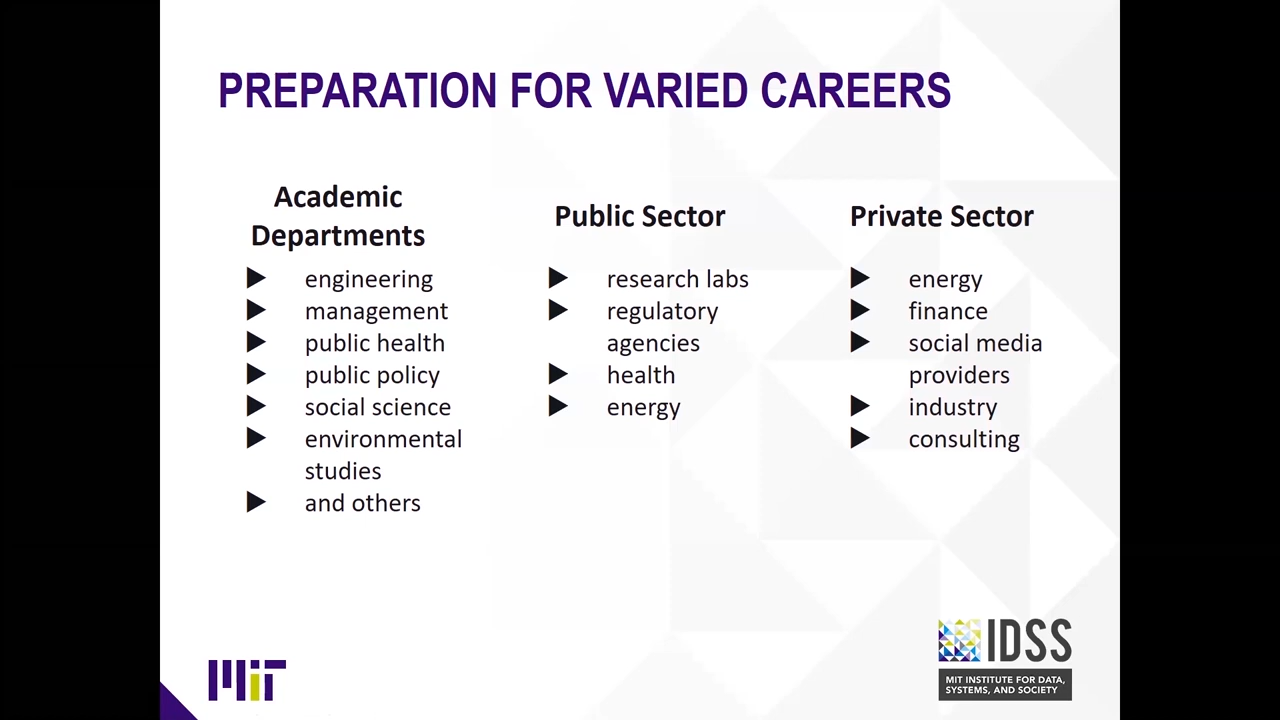 PREPARATION FOR VARIED CAREERS
Academic
Departments
engineering
management
public health
public policy
social science
environmental
studies
and others
Public Sector
research labs
regulatory
agencies
health
energy
Private Sector
energy
finance
social media
providers
industry
consulting
MIT
IDSS
MIT INSTITUTE FOR DATA,
SYSTEMS, AND SOCIETY